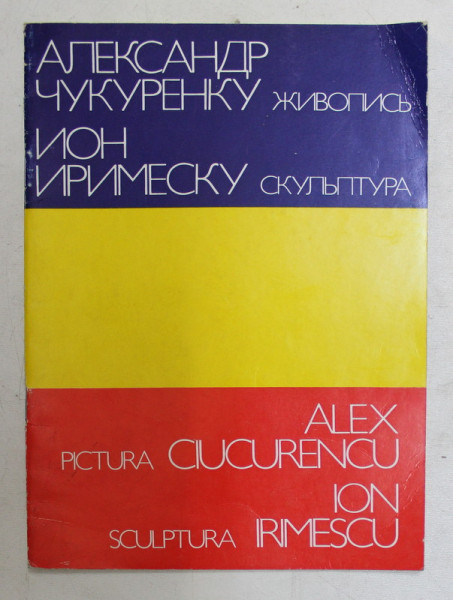 АЛЕКСАНДР
ЧУКУРЕНКУ ЖИВОПИСЬ
ИОН
ИРИМЕСКУ СКУЛЬПТУРА
ALEX
PICTURA CIUCURENCU
ION
SCULPTURA IRIMESCU